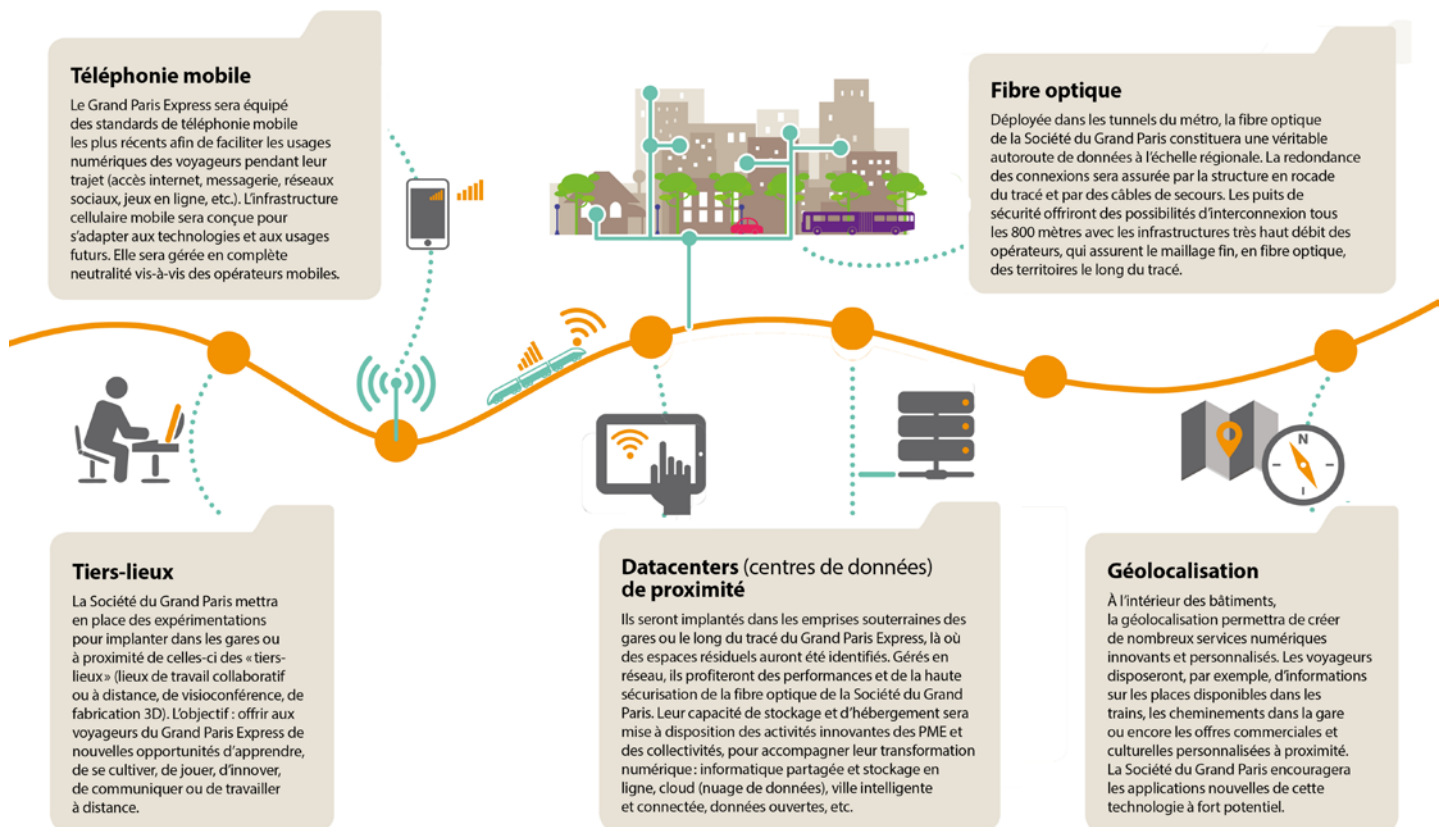 Téléphonie mobile
Le Grand Paris Express sera équipé
des standards de téléphonie mobile
les plus récents afin de faciliter les usages
numériques des voyageurs pendant leur
trajet (accès internet, messagerie, réseaux
sociaux, jeux en ligne, etc.). L'infrastructure
cellulaire mobile sera conçue pour
s'adapter aux technologies et aux usages
futurs. Elle sera gérée en complète
neutralité vis-à-vis des opérateurs mobiles.
Fibre optique
Déployée dans les tunnels du métro, la fibre optique
de la Société du Grand Paris constituera une véritable
autoroute de données à l'échelle régionale. La redondance
des connexions sera assurée par la structure en rocade
du tracé et par des câbles de secours. Les puits de
sécurité offriront des possibilités d'interconnexion tous
les 800 mètres avec les infrastructures très haut débit des
opérateurs, qui assurent le maillage fin, en fibre optique,
des territoires le long du tracé.
N
Tiers-lieux
La Société du Grand Paris mettra
en place des expérimentations
pour implanter dans les gares ou
à proximité de celles-ci des « tiers-
lieux » (lieux de travail collaboratif
ou à distance, de visioconférence, de
fabrication 3D). L'objectif : offrir aux
voyageurs du Grand Paris Express de
nouvelles opportunités d'apprendre,
de se cultiver, de jouer, d'innover,
de communiquer ou de travailler
à distance.
Datacenters (centres de données)
de proximité
Ils seront implantés dans les emprises souterraines des
gares ou le long du tracé du Grand Paris Express, là où
des espaces résiduels auront été identifiés. Gérés en
réseau, ils profiteront des performances et de la haute
sécurisation de la fibre optique de la Société du Grand
Paris. Leur capacité de stockage et d'hébergement sera
mise à disposition des activités innovantes des PME et
des collectivités, pour accompagner leur transformation
numérique : informatique partagée et stockage en
ligne, cloud (nuage de données), ville intelligente
et connectée, données ouvertes, etc.
Géolocalisation
À l'intérieur des bâtiments,
la géolocalisation permettra de créer
de nombreux services numériques
innovants et personnalisés. Les voyageurs
disposeront, par exemple, d'informations
sur les places disponibles dans les
trains, les cheminements dans la gare
ou encore les offres commerciales et
culturelles personnalisées à proximité.
La Société du Grand Paris encouragera
les applications nouvelles de cette
technologie à fort potentiel.